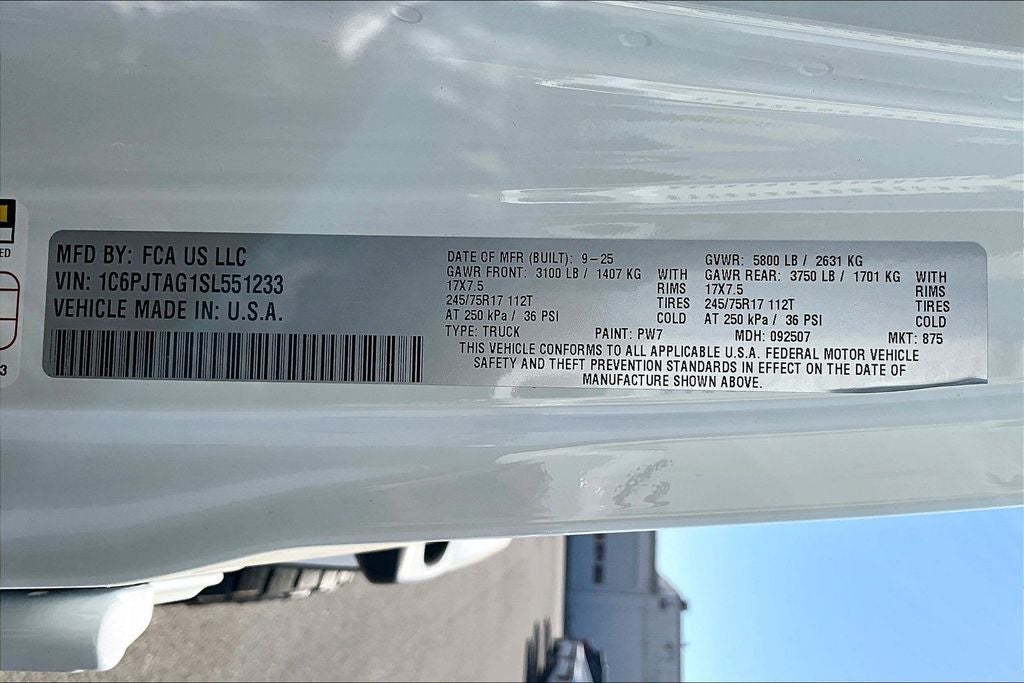 MFD BY: FCA US LLC
VIN: 1C6PJTAG1SL551233
VEHICLE MADE IN: U.S.A.
DATE OF MFR (BUILT): 9-25
GAWR FRONT: 3100 LB / 1407 KG WITH
17X7.5 RIMS
245/75R17 112T TIRES
AT 250 kPa / 36 PSI COLD
GVWR: 5800 LB / 2631 KG
GAWR REAR: 3750 LB / 1701 KG WITH
17X7.5 RIMS
245/75R17 112T TIRES
AT 250 kPa / 36 PSI COLD
TYPE: TRUCK PAINT: PW7 MDH: 092507 MKT: 875
THIS VEHICLE CONFORMS TO ALL APPLICABLE U.S.A. FEDERAL MOTOR VEHICLE
SAFETY AND THEFT PREVENTION STANDARDS IN EFFECT ON THE DATE OF
MANUFACTURE SHOWN ABOVE.
ED
3